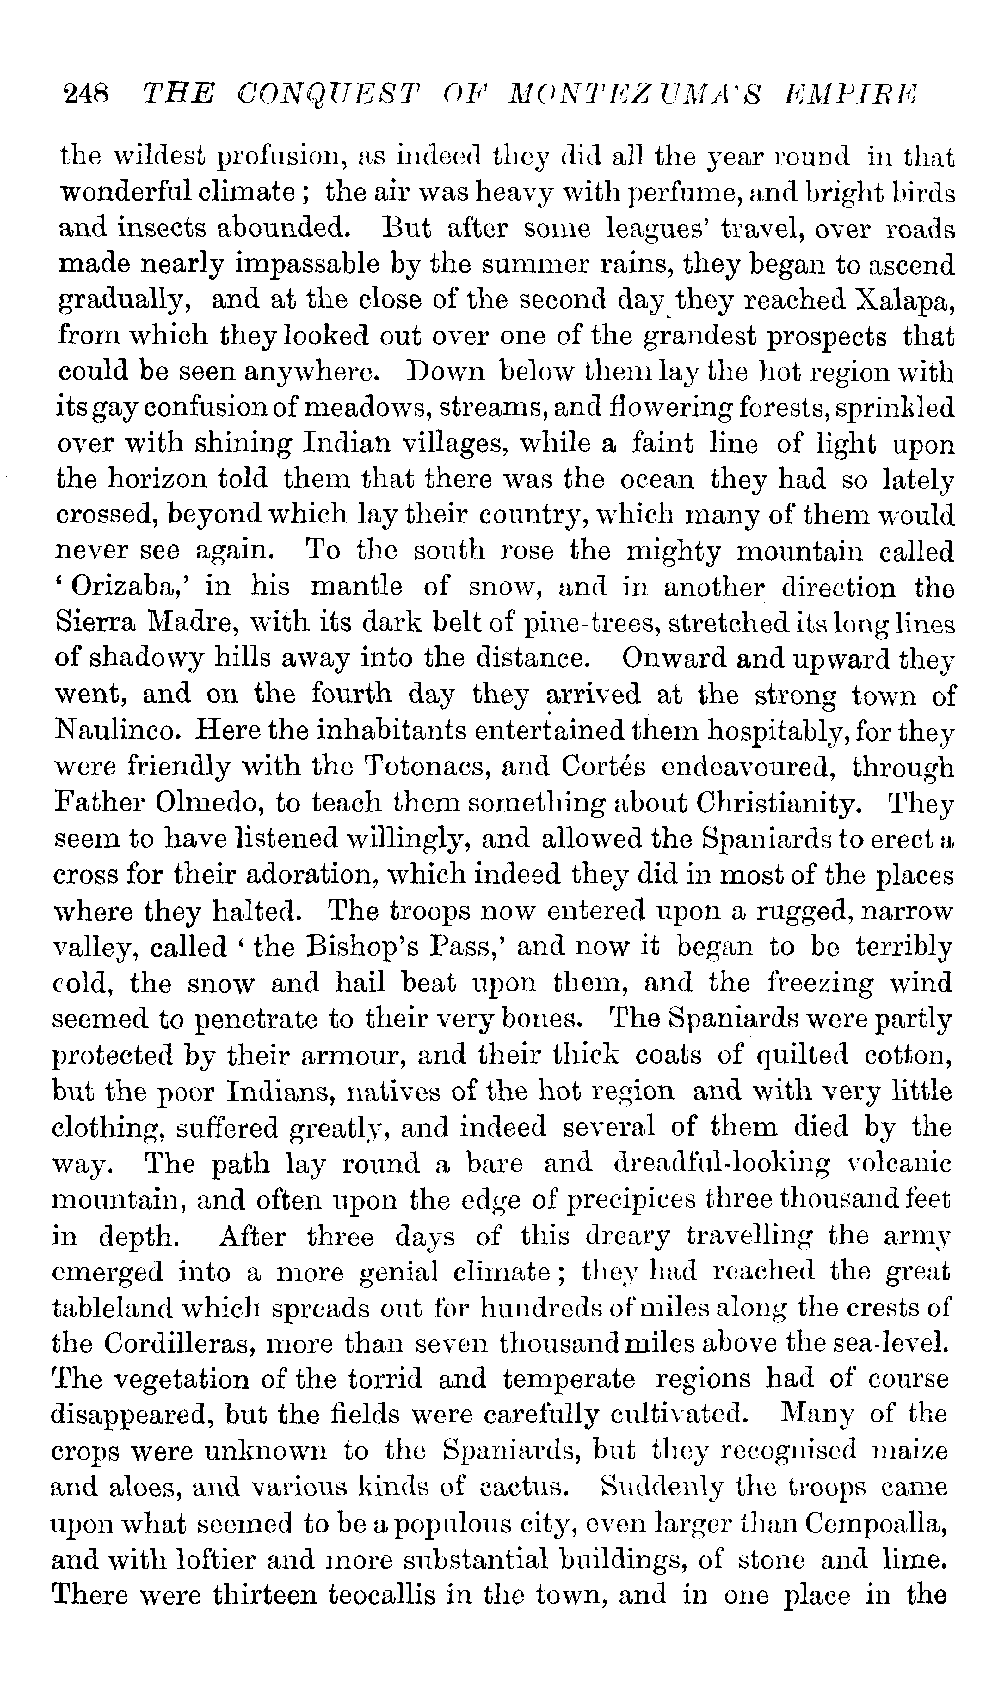 248 THE CONQUEST OF MONTEZUMA'S EMPIRE
the wildest profusion, as indeed they did all the year round in that
wonderful climate; the air was heavy with perfume, and bright birds
and insects abounded. But after some leagues' travel, over roads
made nearly impassable by the summer rains, they began to ascend
gradually, and at the close of the second day they reached Xalapa,
from which they looked out over one of the grandest prospects that
could be seen anywhere. Down below them lay the hot region with
its gay confusion of meadows, streams, and flowering forests, sprinkled
over with shining Indian villages, while a faint line of light upon
the horizon told them that there was the ocean they had so lately
crossed, beyond which lay their country, which many of them would
never see again. To the south rose the mighty mountain called
'Orizaba,' in his mantle of snow, and in another direction the
Sierra Madre, with its dark belt of pine-trees, stretched its long lines
of shadowy hills away into the distance. Onward and upward they
went, and on the fourth day they arrived at the strong town of
Naulinco. Here the inhabitants entertained them hospitably, for they
were friendly with the Totonacs, and Cortés endeavoured, through
Father Olmedo, to teach them something about Christianity. They
seem to have listened willingly, and allowed the Spaniards to erect a
cross for their adoration, which indeed they did in most of the places
where they halted. The troops now entered upon a rugged, narrow
valley, called 'the Bishop's Pass,' and now it began to be terribly
cold, the snow and hail beat upon them, and the freezing wind
seemed to penetrate to their very bones. The Spaniards were partly
protected by their armour, and their thick coats of quilted cotton,
but the poor Indians, natives of the hot region and with very little
clothing, suffered greatly, and indeed several of them died by the
way. The path lay round a bare and dreadful-looking volcanic
mountain, and often upon the edge of precipices three thousand feet
in depth. After three days of this dreary travelling the army
emerged into a more genial climate; they had reached the great
tableland which spreads out for hundreds of miles along the crests of
the Cordilleras, more than seven thousand miles above the sea-level.
The vegetation of the torrid and temperate regions had of course
disappeared, but the fields were carefully cultivated. Many of the
crops were unknown to the Spaniards, but they recognised maize
and aloes, and various kinds of cactus. Suddenly the troops came
upon what seemed to be a populous city, even larger than Cempoalla,
and with loftier and more substantial buildings, of stone and lime.
There were thirteen teocallis in the town, and in one place in the